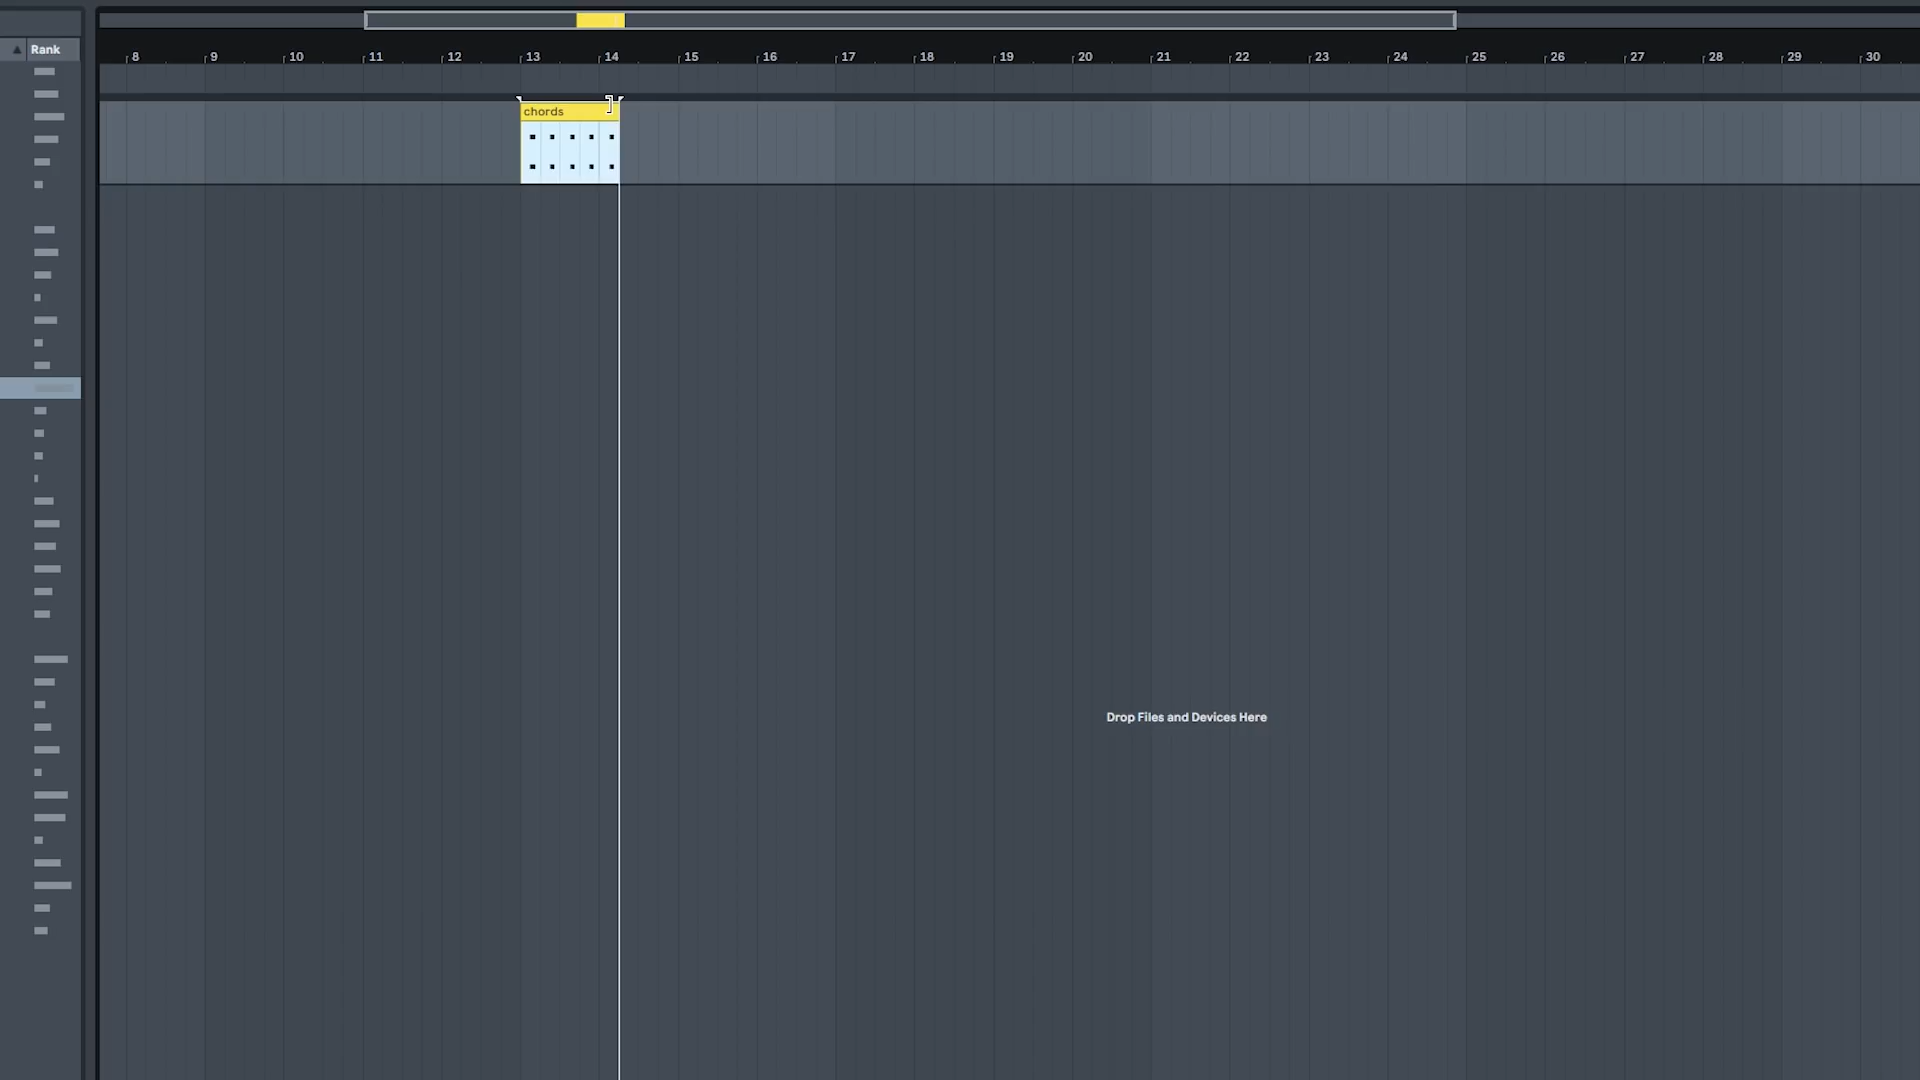 Rank
8 9 10 11 12 13 14 15 16 17 18 19 20 21 22 23 24 25 26 27 28 29 30
chords
Drop Files and Devices Here